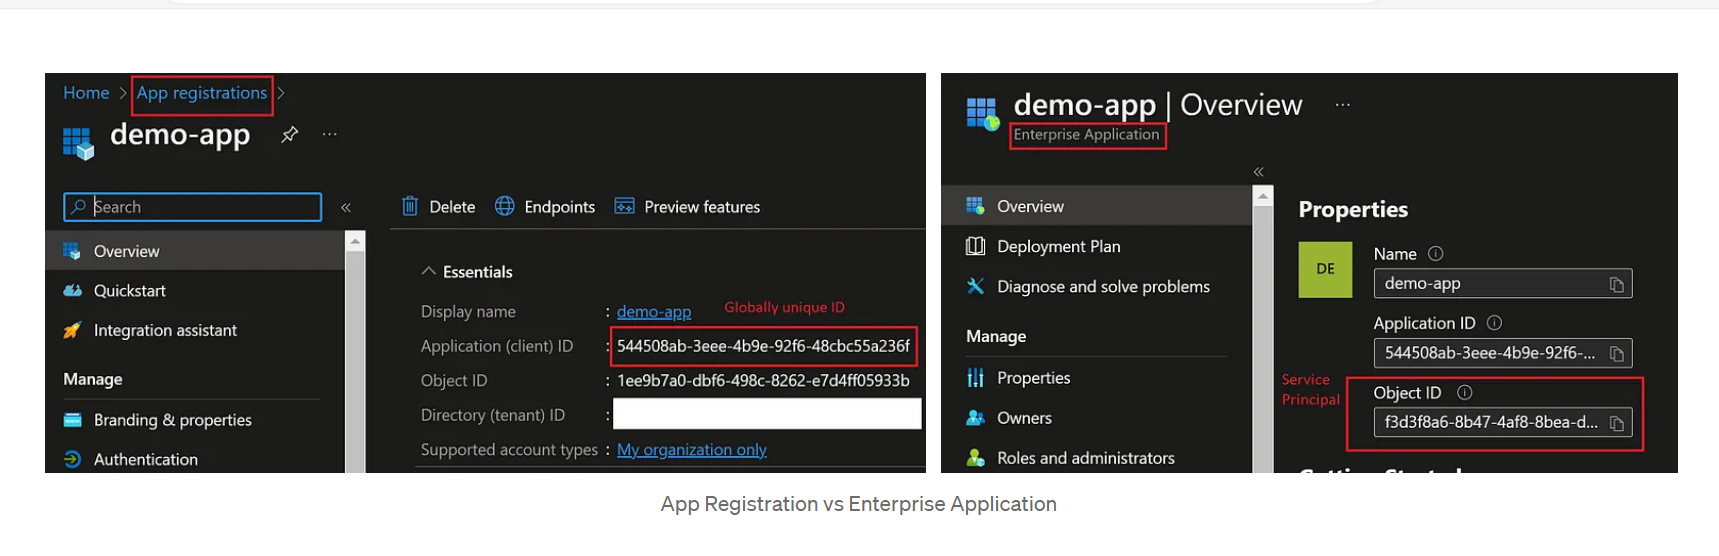 Home > App registrations >
demo-app ...
Search «
Overview
Quickstart
Integration assistant
Manage
Branding & properties
Authentication
Delete Endpoints Preview features
Essentials
Display name : demo-app Globally unique ID
Application (client) ID : 544508ab-3eee-4b9e-92f6-48cbc55a236f
Object ID : 1ee9b7a0-dbf6-498c-8262-e7d4ff05933b
Directory (tenant) ID :
Supported account types : My organization only
demo-app | Overview ...
Enterprise Application
«
Overview
Deployment Plan
Diagnose and solve problems
Manage
Properties
Owners
Roles and administrators
Properties
DE
Name
demo-app
Application ID
544508ab-3eee-4b9e-92f6-...
Service
Principal
Object ID
f3d3f8a6-8b47-4af8-8bea-d...
App Registration vs Enterprise Application